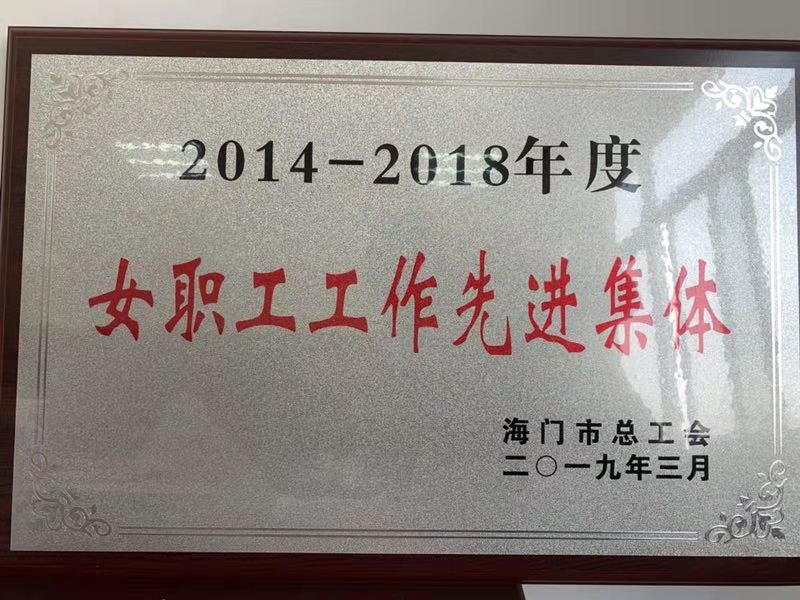 2014-2018年度
女职工工作先进集体
海门市总工会
二〇一九年三月